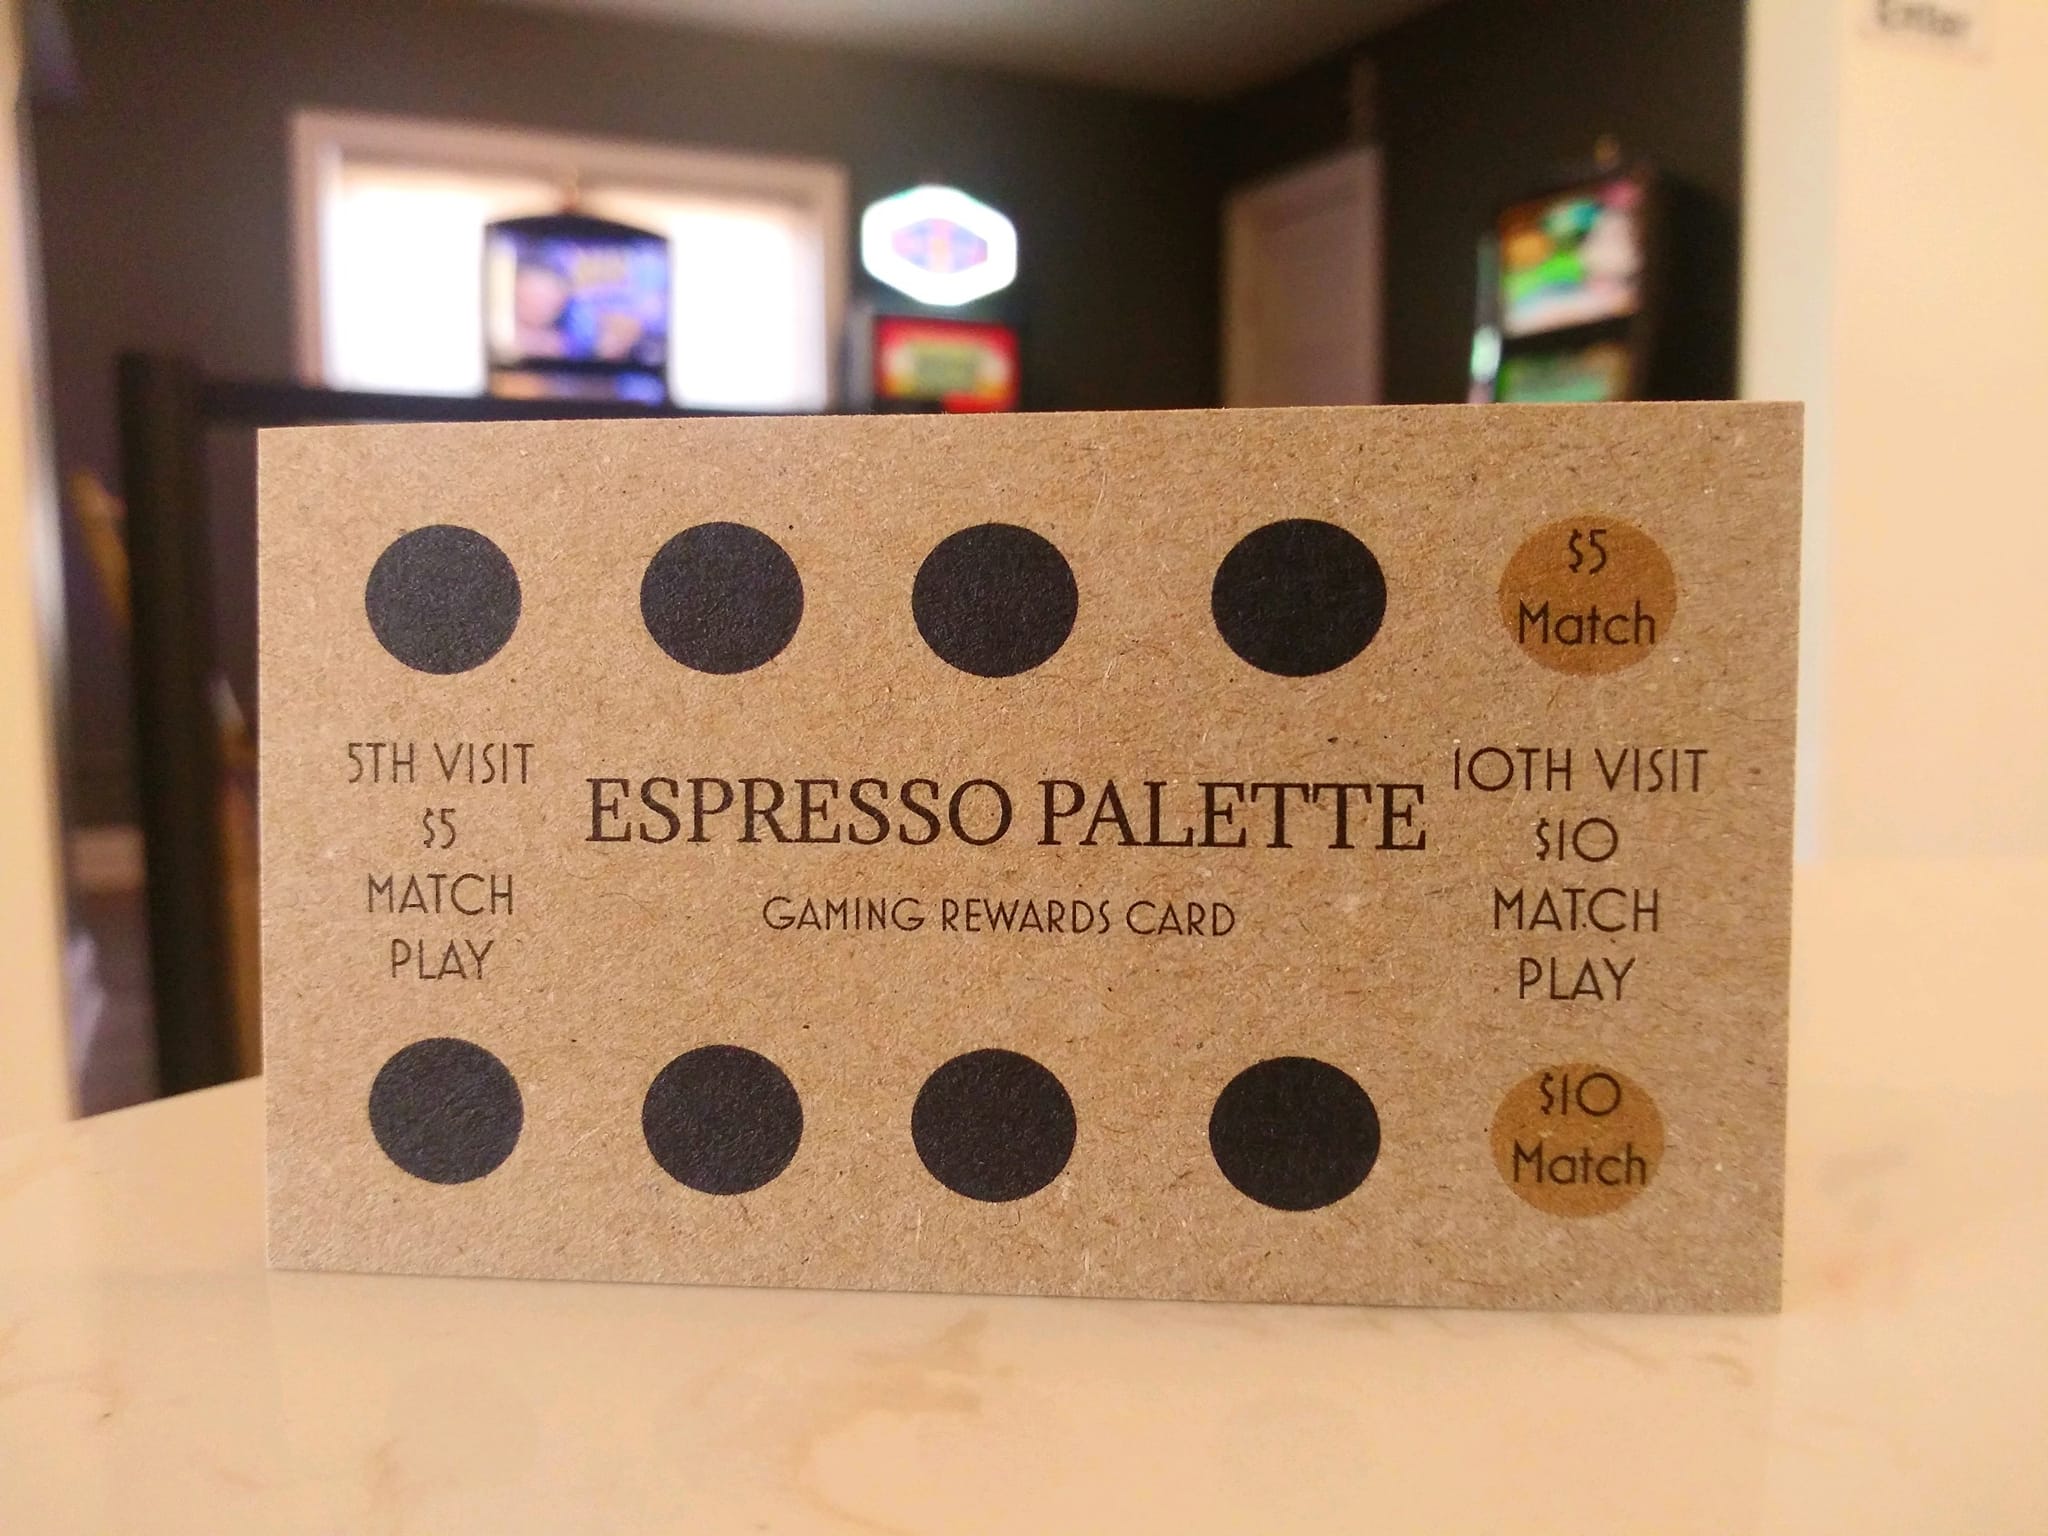 $5
Match
5TH VISIT
$5
MATCH
PLAY
ESPRESSO PALETTE
GAMING REWARDS CARD
10TH VISIT
$10
MATCH
PLAY
$10
Match